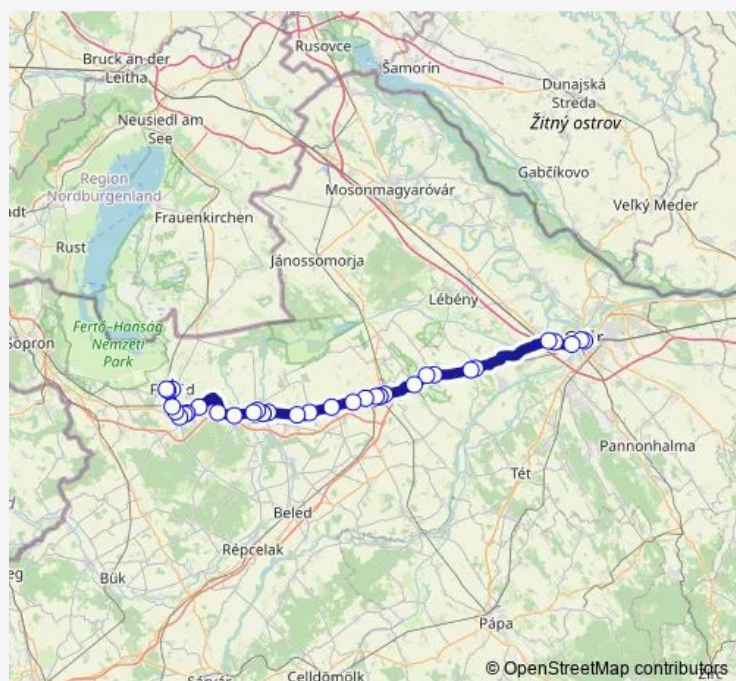 Rusovce
Bruck an der
Leitha
Šamorín
Dunajská
Streda
Žitný ostrov
Neusiedl am
See
Gabčíkovo
Region
Nordburgenland
Mosonmagyaróvár
Veľký Meder
Frauenkirchen
Rust
Jánossomorja
Lébény
Fertő-Hanság
Nemzeti
Park
Sopron
Pannonhalma
Tét
Beled
Répcelak
Bük
Pápa
Celldömölk
© OpenStreetMap contributors